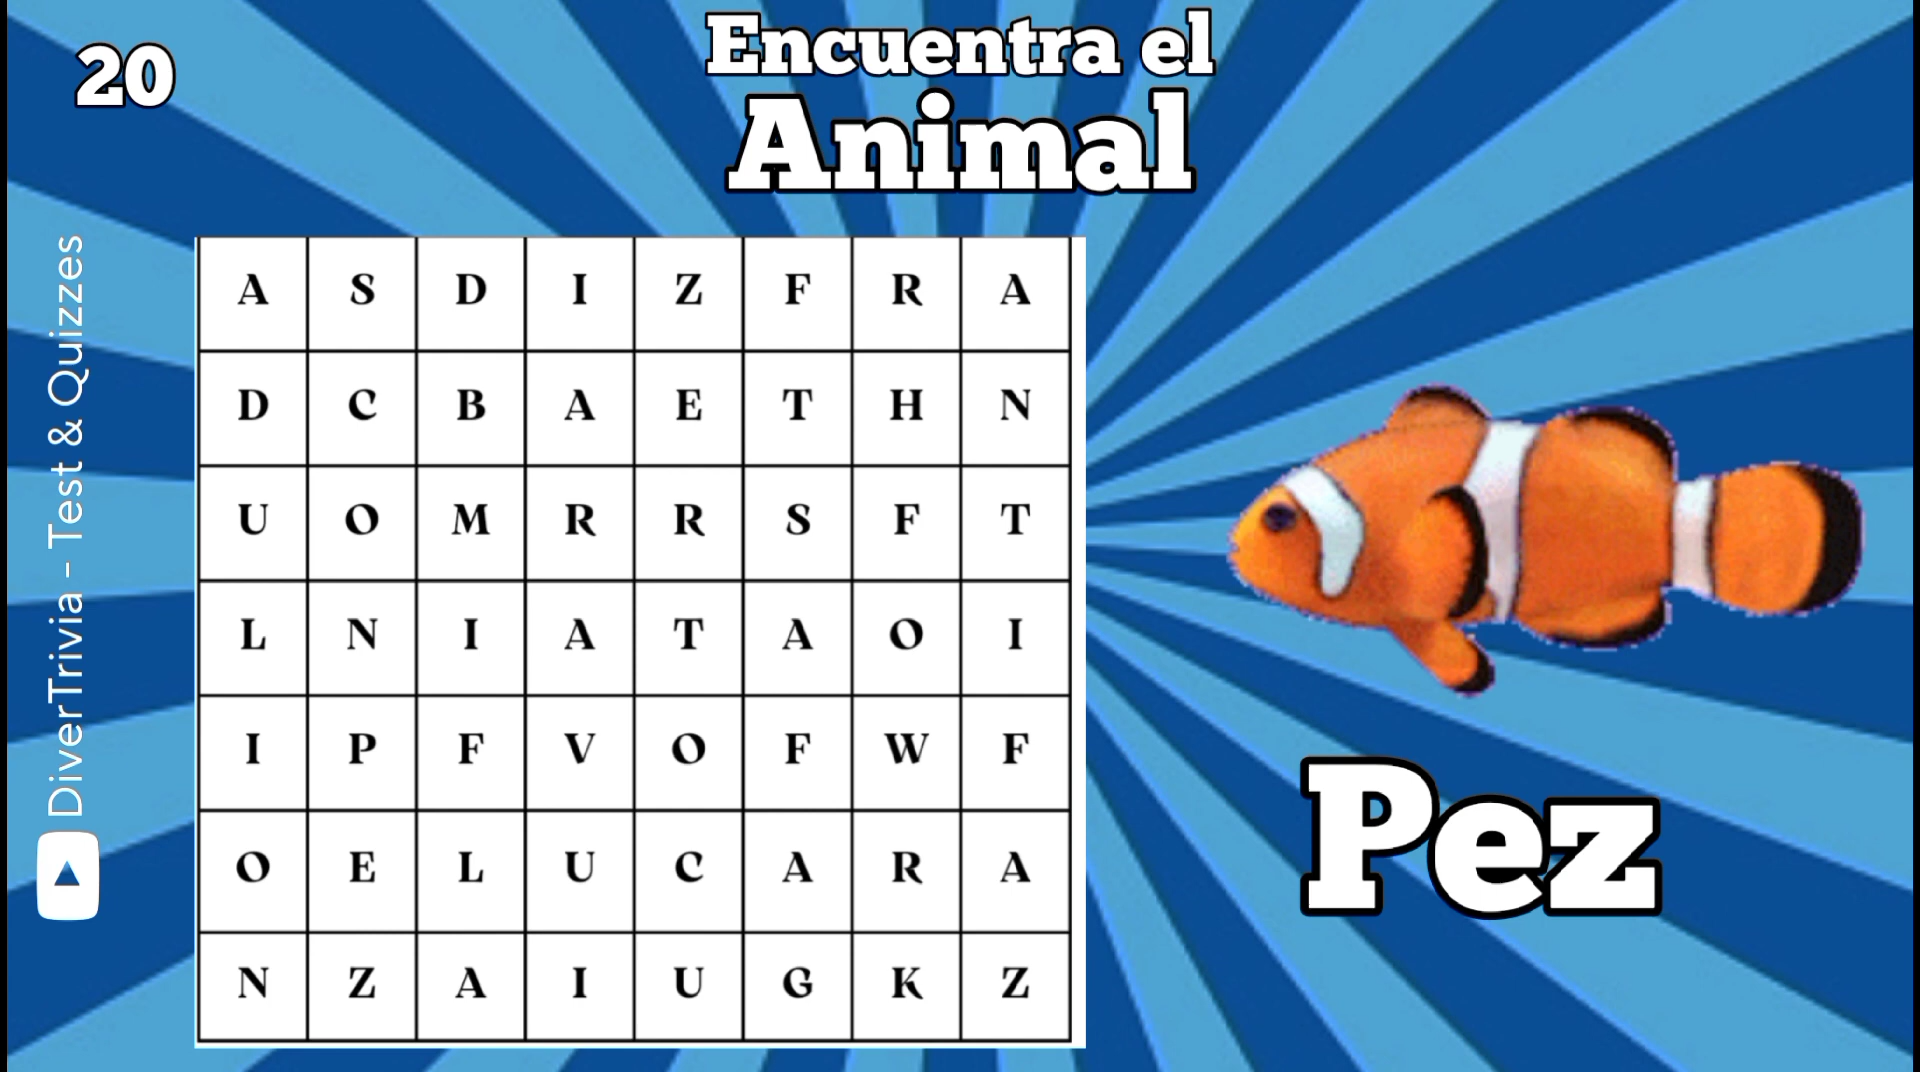 20
Encuentra el
Animal
DiverTrivia - Test & Quizzes
A S D I Z F R A
D C B A E T H N
U O M R R S F T
L N I A T A O I
I P F V O F W F
O E L U C A R A
N Z A I U G K Z
Pez